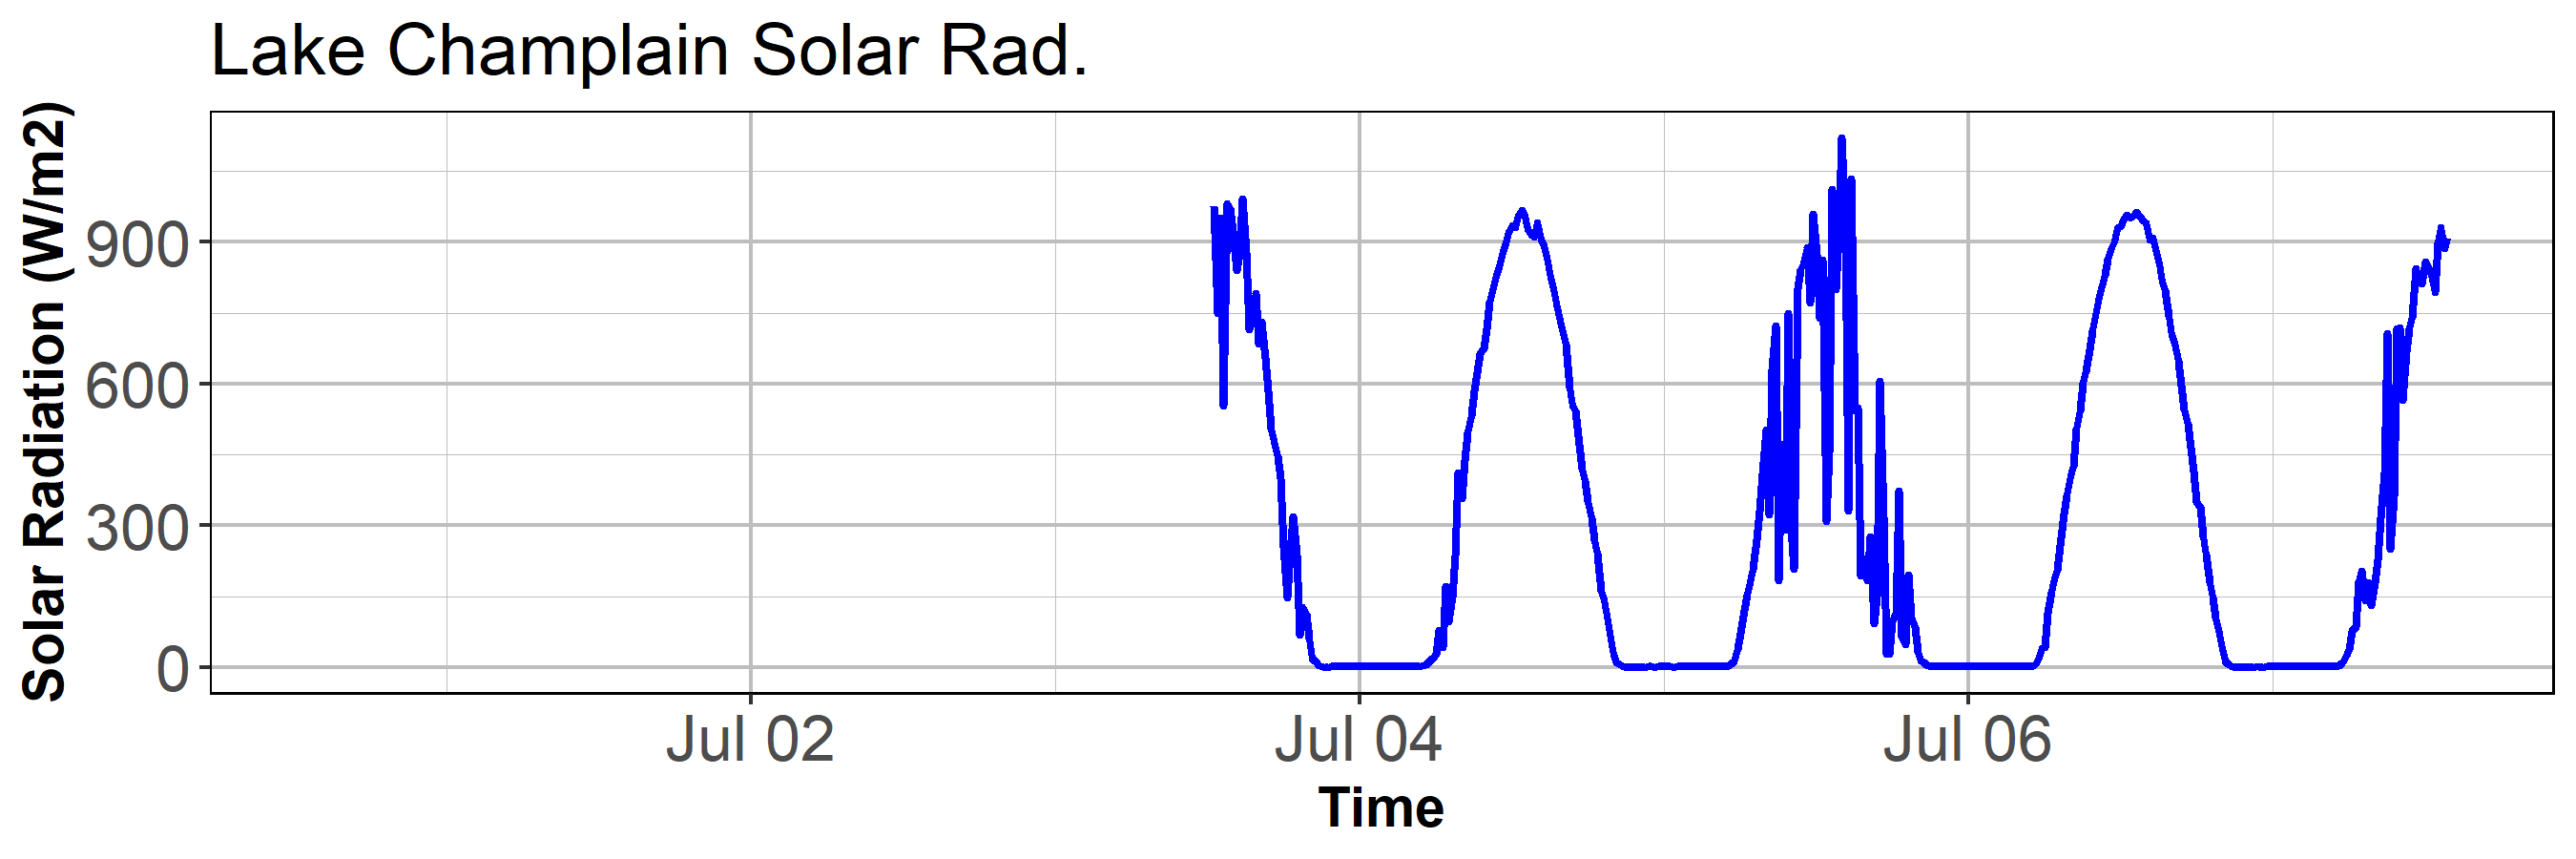 Lake Champlain Solar Rad.
Solar Radiation (W/m2)
900
600
300
0
Jul 02
Jul 04
Jul 06
Time